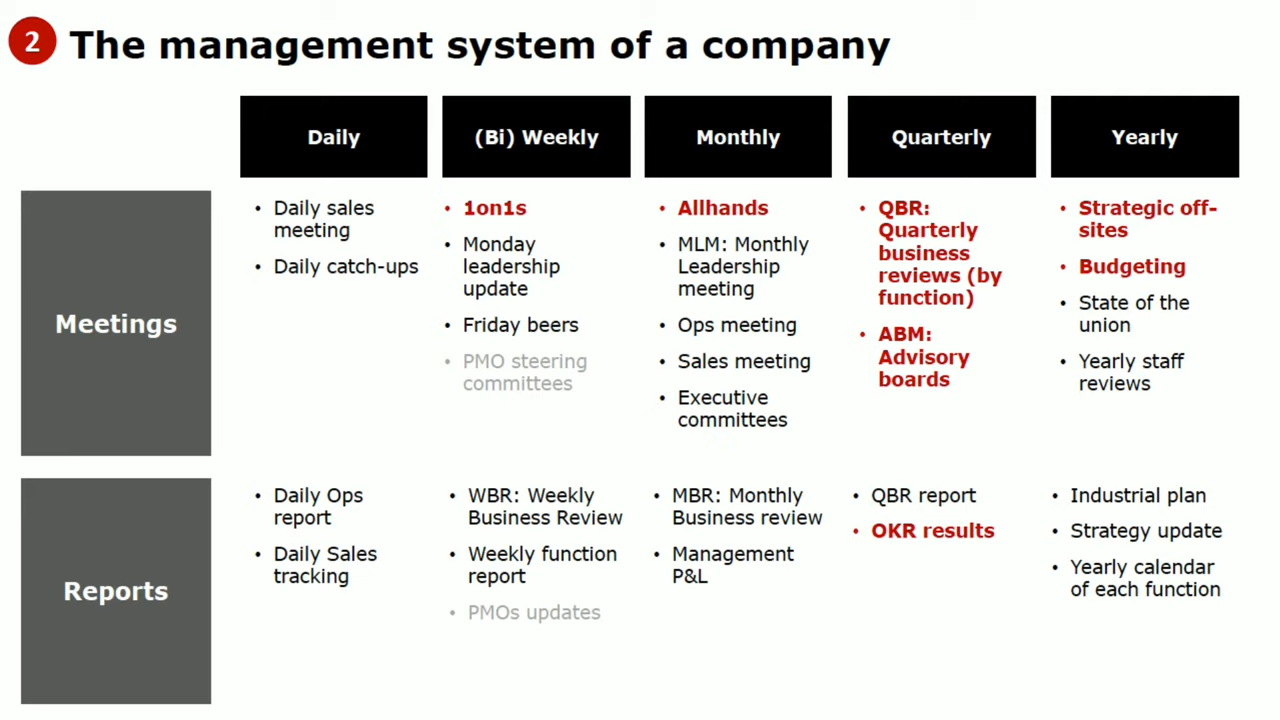 2 The management system of a company
Daily
(Bi) Weekly
Monthly
Quarterly
Yearly
Meetings
• Daily sales
meeting
• Daily catch-ups
• 1on1s
• Monday
leadership
update
• Friday beers
• PMO steering
committees
• Allhands
• MLM: Monthly
Leadership
meeting
• Ops meeting
• Sales meeting
• Executive
committees
• QBR:
Quarterly
business
reviews (by
function)
• ABM:
Advisory
boards
• Strategic off-
sites
• Budgeting
• State of the
union
• Yearly staff
reviews
Reports
• Daily Ops
report
• Daily Sales
tracking
• WBR: Weekly
Business Review
• Weekly function
report
• PMOs updates
• MBR: Monthly
Business review
• Management
P&L
• QBR report
• OKR results
• Industrial plan
• Strategy update
• Yearly calendar
of each function